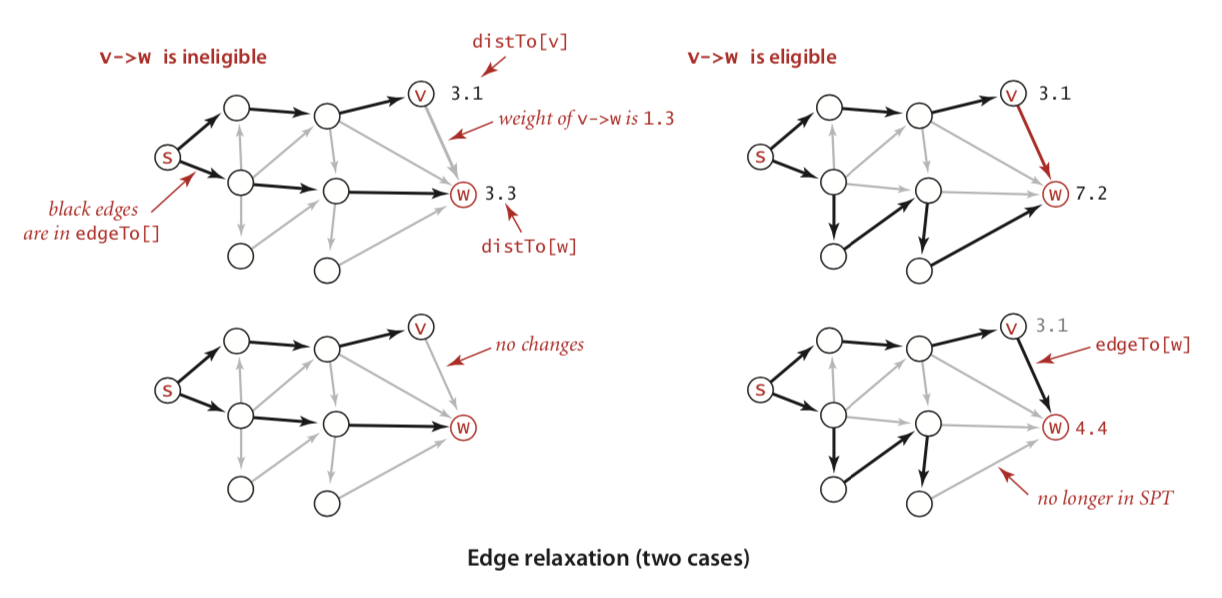 v->w is ineligible
distTo[v]
v 3.1
weight of v->w is 1.3
s
w 3.3
black edges
are in edgeTo[]
distTo[w]
v->w is eligible
v 3.1
s
w 7.2
v
no changes
s
w
v 3.1
edgeTo[w]
s
w 4.4
no longer in SPT
Edge relaxation (two cases)